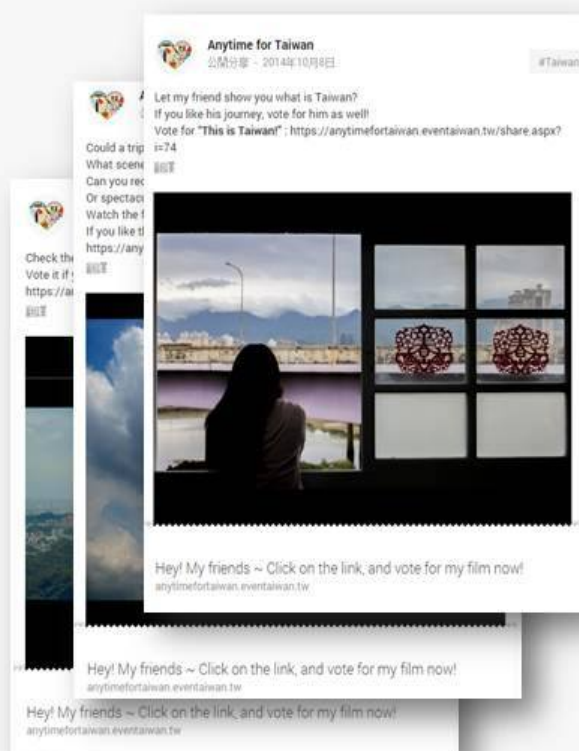 Anytime for Taiwan
公開分享 - 2014年10月8日
#Taiwan
Let my friend show you what is Taiwan?
If you like his journey, vote for him as well!
Vote for "This is Taiwan!" : https://anytimefortaiwan.eventaiwan.tw/share.aspx?
i=74
翻譯
Hey! My friends ~ Click on the link, and vote for my film now!
anytimefortaiwan.eventaiwan.tw
Could a trip
What scene
Can you rec
Or spectacu
Watch the f
If you like t
https://any
翻譯
Hey! My friends ~ Click on the link, and vote for my film now!
anytimefortaiwan.eventaiwan.tw
Check the
Vote it if
https://a
翻譯
Hey! My friends ~ Click on the link, and vote for my film now!
anytimefortaiwan.eventaiwan.tw